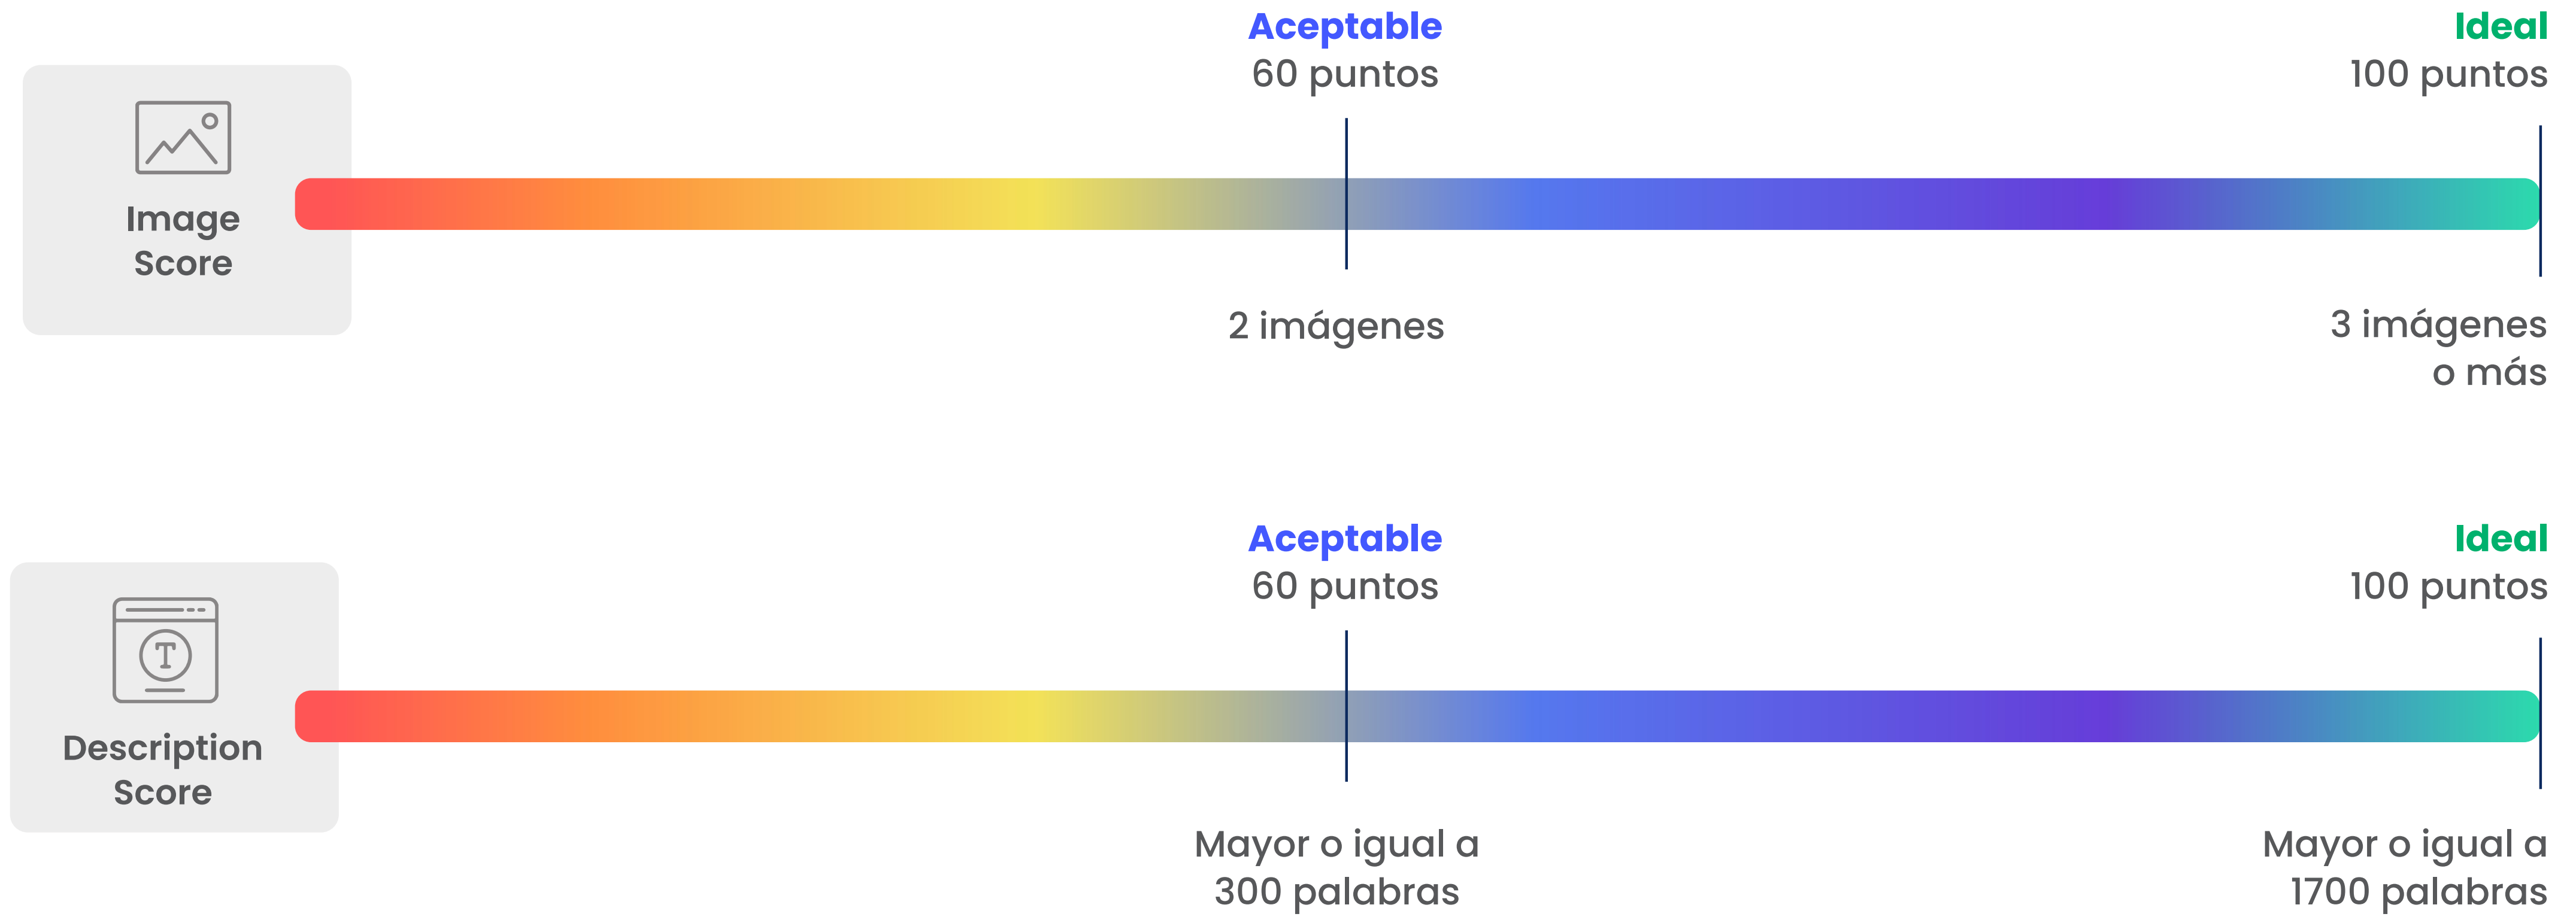 Aceptable
60 puntos
Ideal
100 puntos
Image
Score
2 imágenes
3 imágenes
o más
Aceptable
60 puntos
Ideal
100 puntos
T
Description
Score
Mayor o igual a
300 palabras
Mayor o igual a
1700 palabras